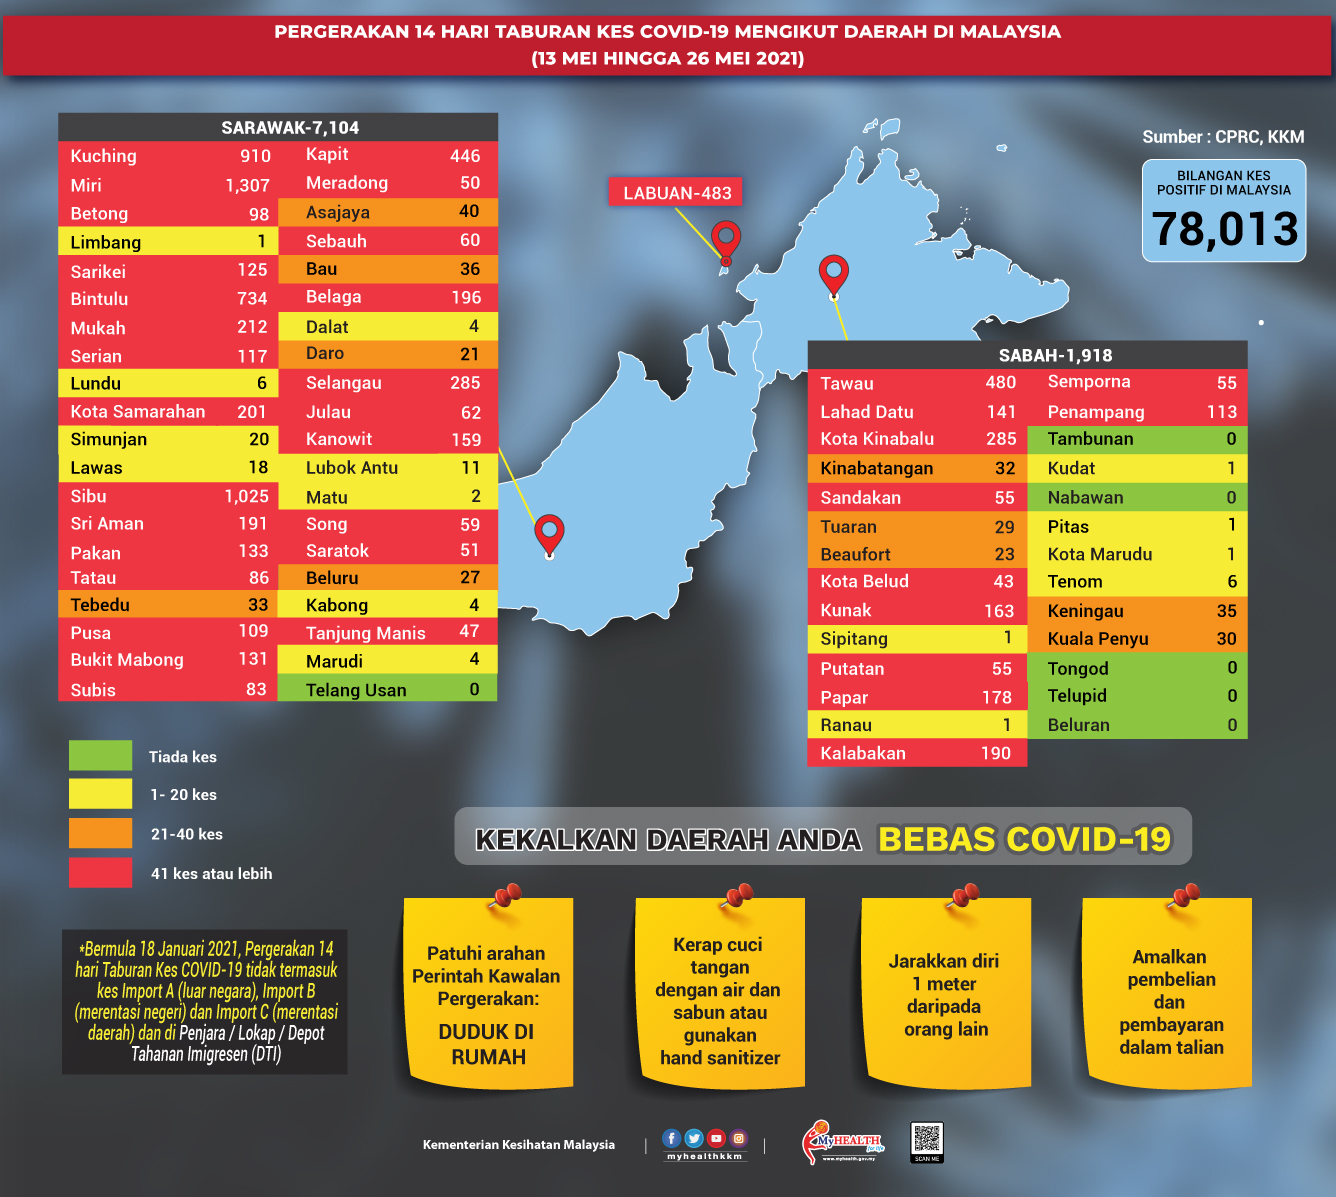 PERGERAKAN 14 HARI TABURAN KES COVID-19 MENGIKUT DAERAH DI MALAYSIA
(13 MEI HINGGA 26 MEI 2021)
SARAWAK-7,104
Kuching 910
Miri 1,307
Betong 98
Limbang 1
Sarikei 125
Bintulu 734
Mukah 212
Serian 117
Lundu 6
Kota Samarahan 201
Simunjan 20
Lawas 18
Sibu 1,025
Sri Aman 191
Pakan 133
Tatau 86
Tebedu 33
Pusa 109
Bukit Mabong 131
Subis 83
Kapit 446
Meradong 50
Asajaya 40
Sebauh 60
Bau 36
Belaga 196
Dalat 4
Daro 21
Selangau 285
Julau 62
Kanowit 159
Lubok Antu 11
Matu 2
Song 59
Saratok 51
Beluru 27
Kabong 4
Tanjung Manis 47
Marudi 4
Telang Usan 0
LABUAN-483
Sumber : CPRC, KKM
BILANGAN KES
POSITIF DI MALAYSIA
78,013
SABAH-1,918
Tawau 480
Lahad Datu 141
Kota Kinabalu 285
Kinabatangan 32
Sandakan 55
Tuaran 29
Beaufort 23
Kota Belud 43
Kunak 163
Sipitang 1
Putatan 55
Papar 178
Ranau 1
Kalabakan 190
Semporna 55
Penampang 113
Tambunan 0
Kudat 1
Nabawan 0
Pitas 1
Kota Marudu 1
Tenom 6
Keningau 35
Kuala Penyu 30
Tongod 0
Telupid 0
Beluran 0
Tiada kes
1- 20 kes
21-40 kes
41 kes atau lebih
*Bermula 18 Januari 2021, Pergerakan 14
hari Taburan Kes COVID-19 tidak termasuk
kes Import A (luar negara), Import B
(merentasi negeri) dan Import C (merentasi
daerah) dan di Penjara / Lokap / Depot
Tahanan Imigresen (DTI)
KEKALKAN DAERAH ANDA BEBAS COVID-19
Patuhi arahan
Perintah Kawalan
Pergerakan:
DUDUK DI
RUMAH
Kerap cuci
tangan
dengan air dan
sabun atau
gunakan
hand sanitizer
Jarakkan diri
1 meter
daripada
orang lain
Amalkan
pembelian
dan
pembayaran
dalam talian
Kementerian Kesihatan Malaysia
myhealthkkm
MyHEALTH
for life
www.myhealth.gov.my
SCAN ME